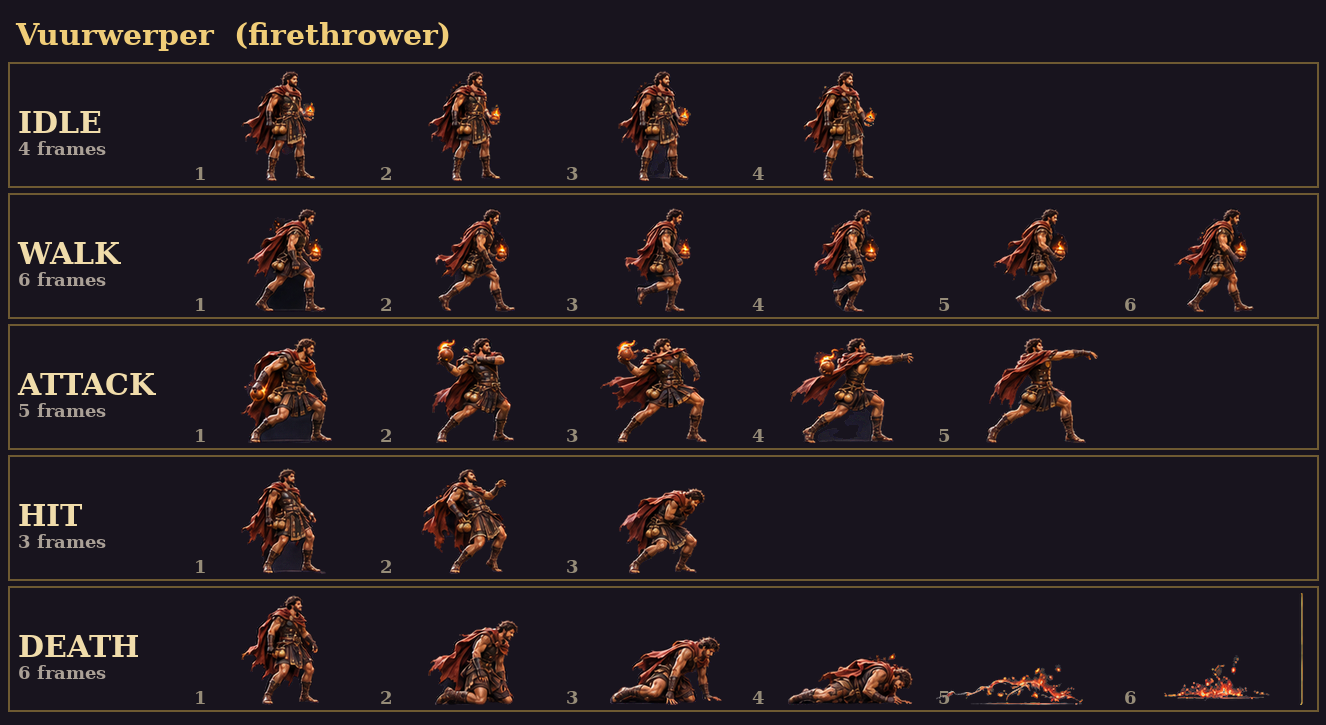 Vuurwerper (firethrower)
IDLE
4 frames
1 2 3 4
WALK
6 frames
1 2 3 4 5 6
ATTACK
5 frames
1 2 3 4 5
HIT
3 frames
1 2 3
DEATH
6 frames
1 2 3 4 5 6